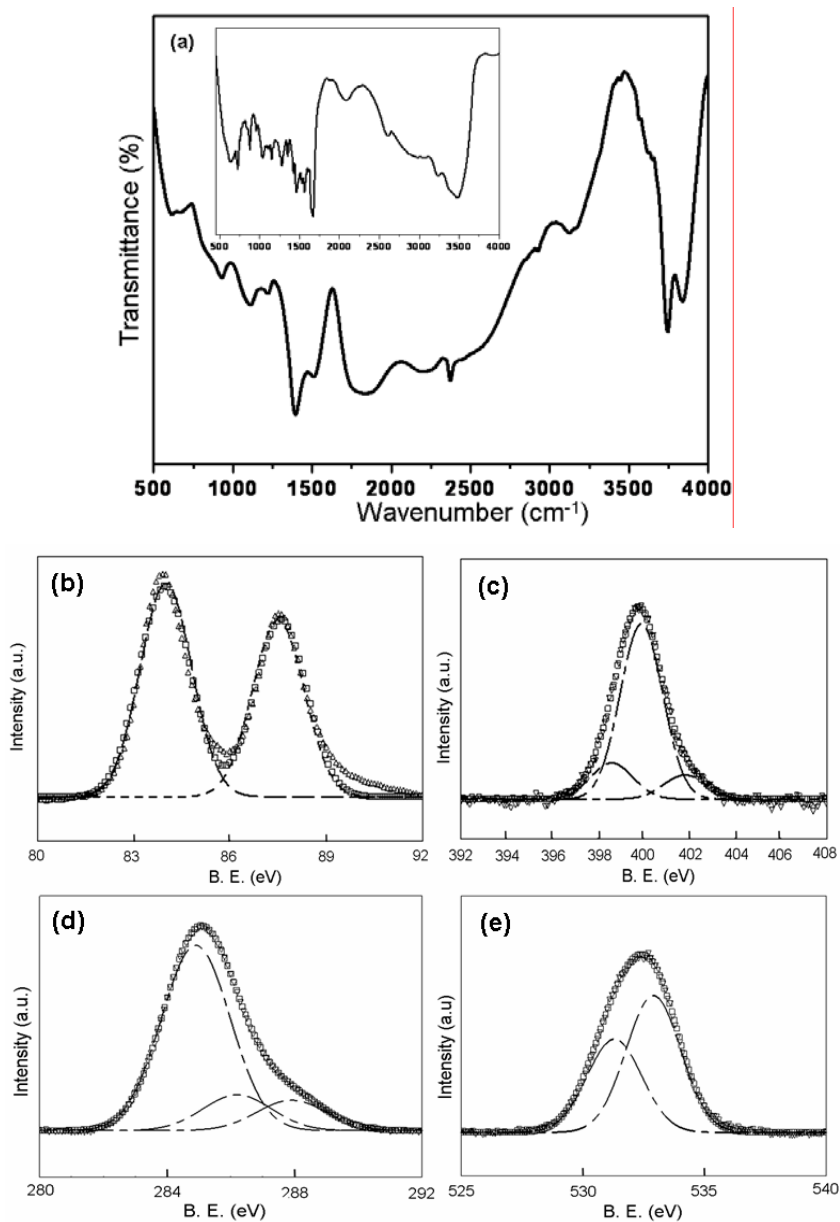 (a)
500 1000 1500 2000 2500 3000 3500 4000
Transmittance (%)
500 1000 1500 2000 2500 3000 3500 4000
Wavenumber (cm⁻¹)
(b)
Intensity (a.u.)
80 83 86 89 92
B. E. (eV)
(c)
Intensity (a.u.)
392 394 396 398 400 402 404 406 408
B. E. (eV)
(d)
Intensity (a.u.)
280 284 288 292
B. E. (eV)
(e)
Intensity (a.u)
525 530 535 540
B. E. (eV)